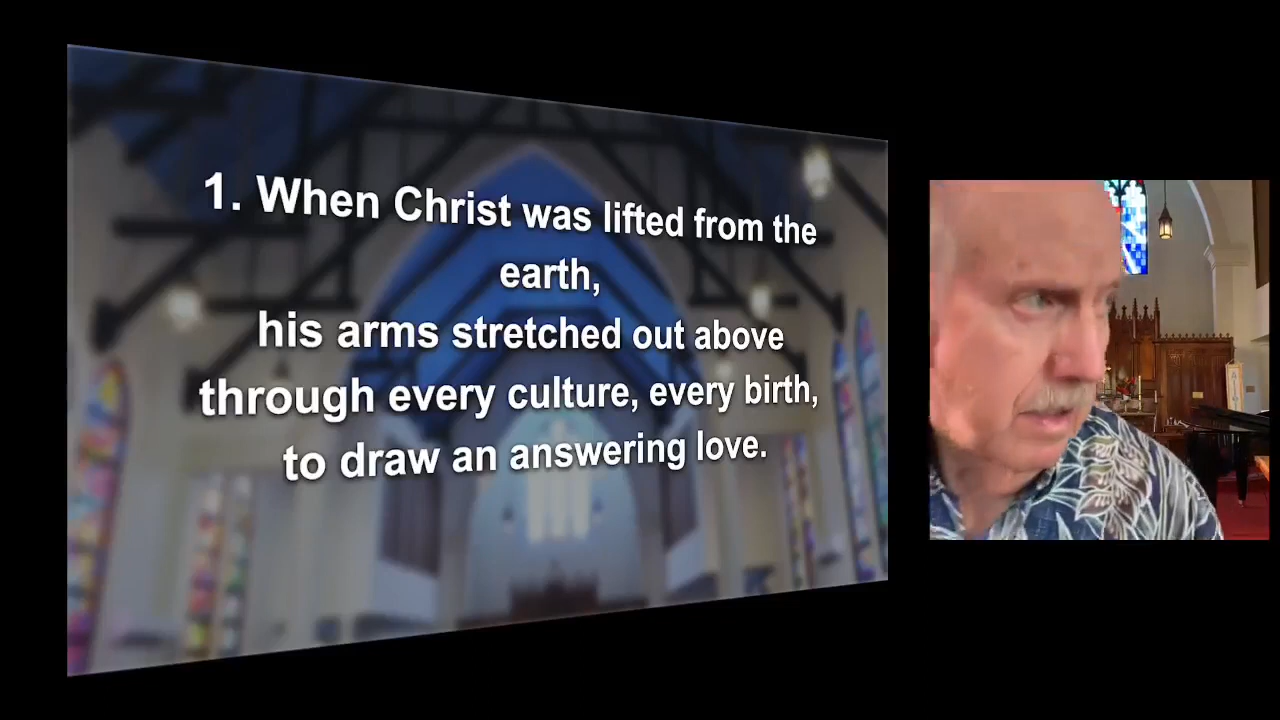 1. When Christ was lifted from the
earth,
his arms stretched out above
through every culture, every birth,
to draw an answering love.